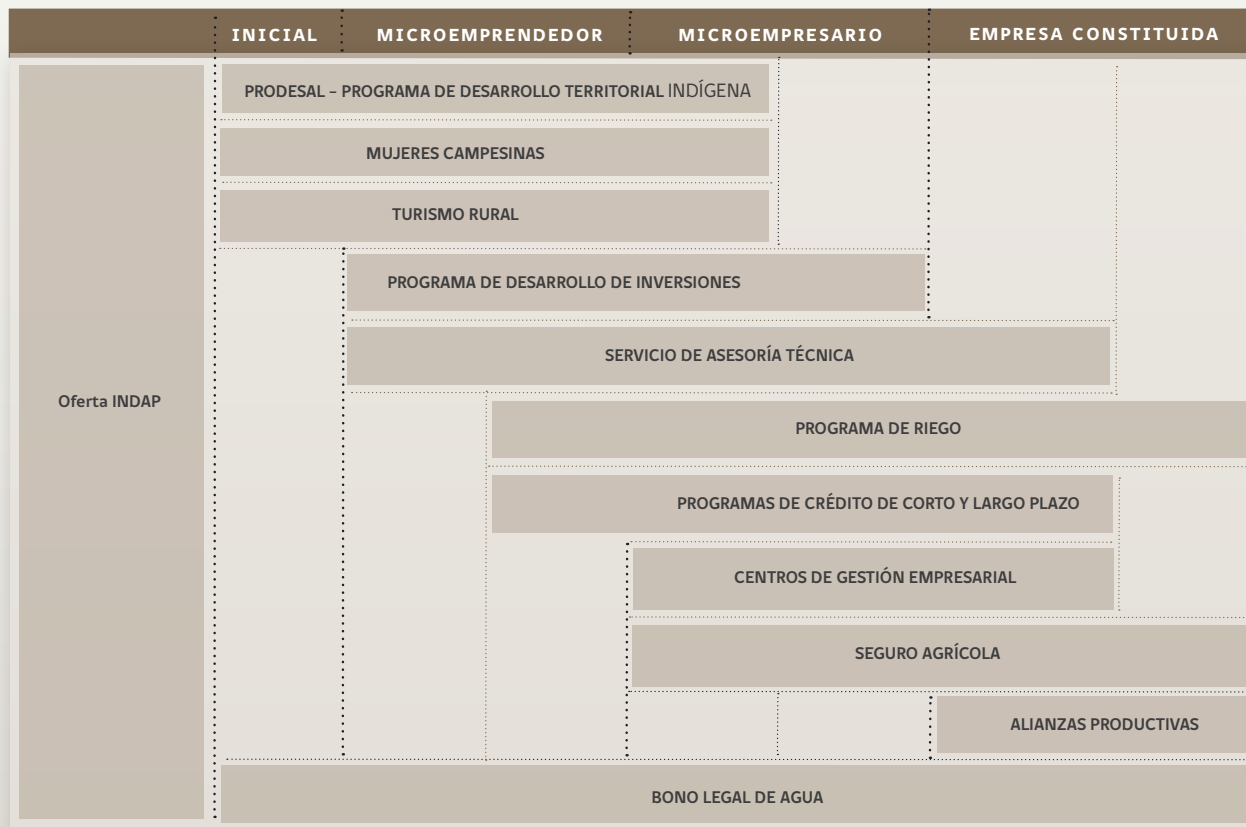 INICIAL MICROEMPRENDEDOR MICROEMPRESARIO EMPRESA CONSTITUIDA
PRODESAL – PROGRAMA DE DESARROLLO TERRITORIAL INDÍGENA
MUJERES CAMPESINAS
TURISMO RURAL
PROGRAMA DE DESARROLLO DE INVERSIONES
SERVICIO DE ASESORÍA TÉCNICA
Oferta INDAP
PROGRAMA DE RIEGO
PROGRAMAS DE CRÉDITO DE CORTO Y LARGO PLAZO
CENTROS DE GESTIÓN EMPRESARIAL
SEGURO AGRÍCOLA
ALIANZAS PRODUCTIVAS
BONO LEGAL DE AGUA